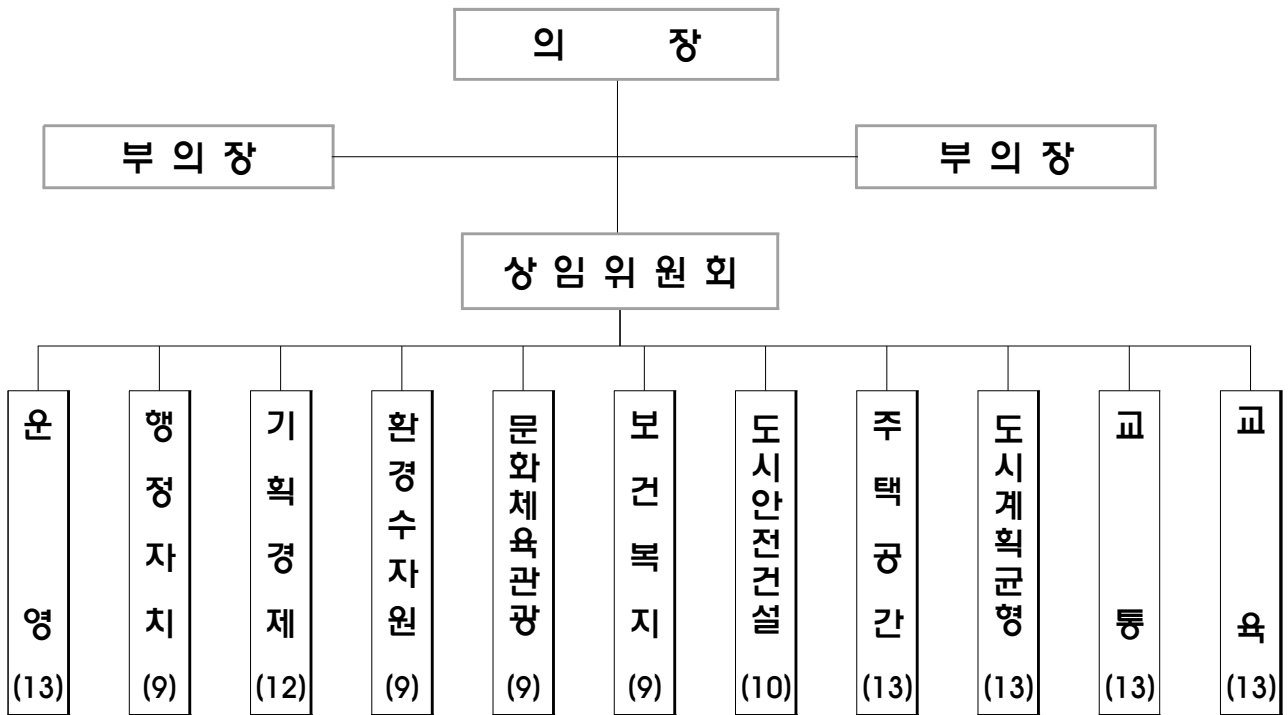 의 장
부 의 장
부 의 장
상 임 위 원 회
운 영 (13)
행 정 자 치 (9)
기 획 경 제 (12)
환 경 수 자 원 (9)
문화체육관광 (9)
보 건 복 지 (9)
도시안전건설 (10)
주 택 공 간 (13)
도시계획균형 (13)
교 통 (13)
교 육 (13)